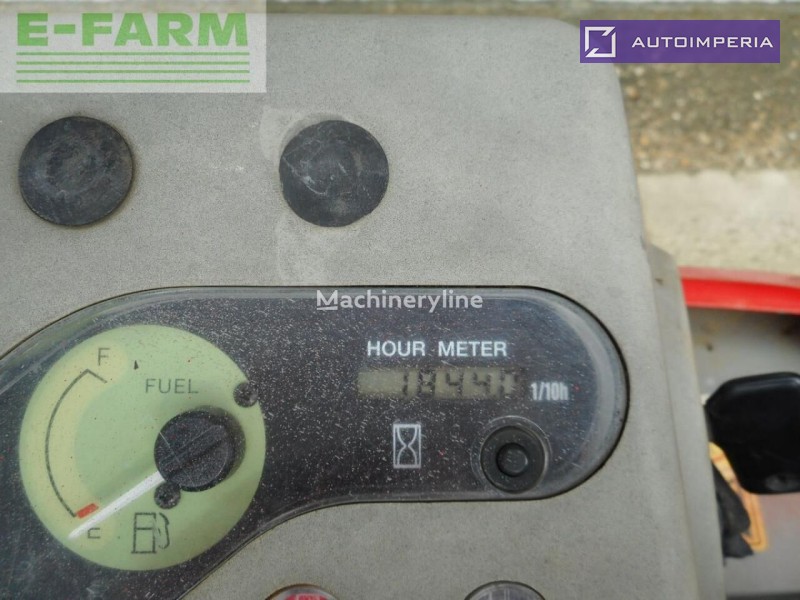 E-FARM
AUTOIMPERIA
Machineryline
HOUR METER
F
FUEL
1/10h
E